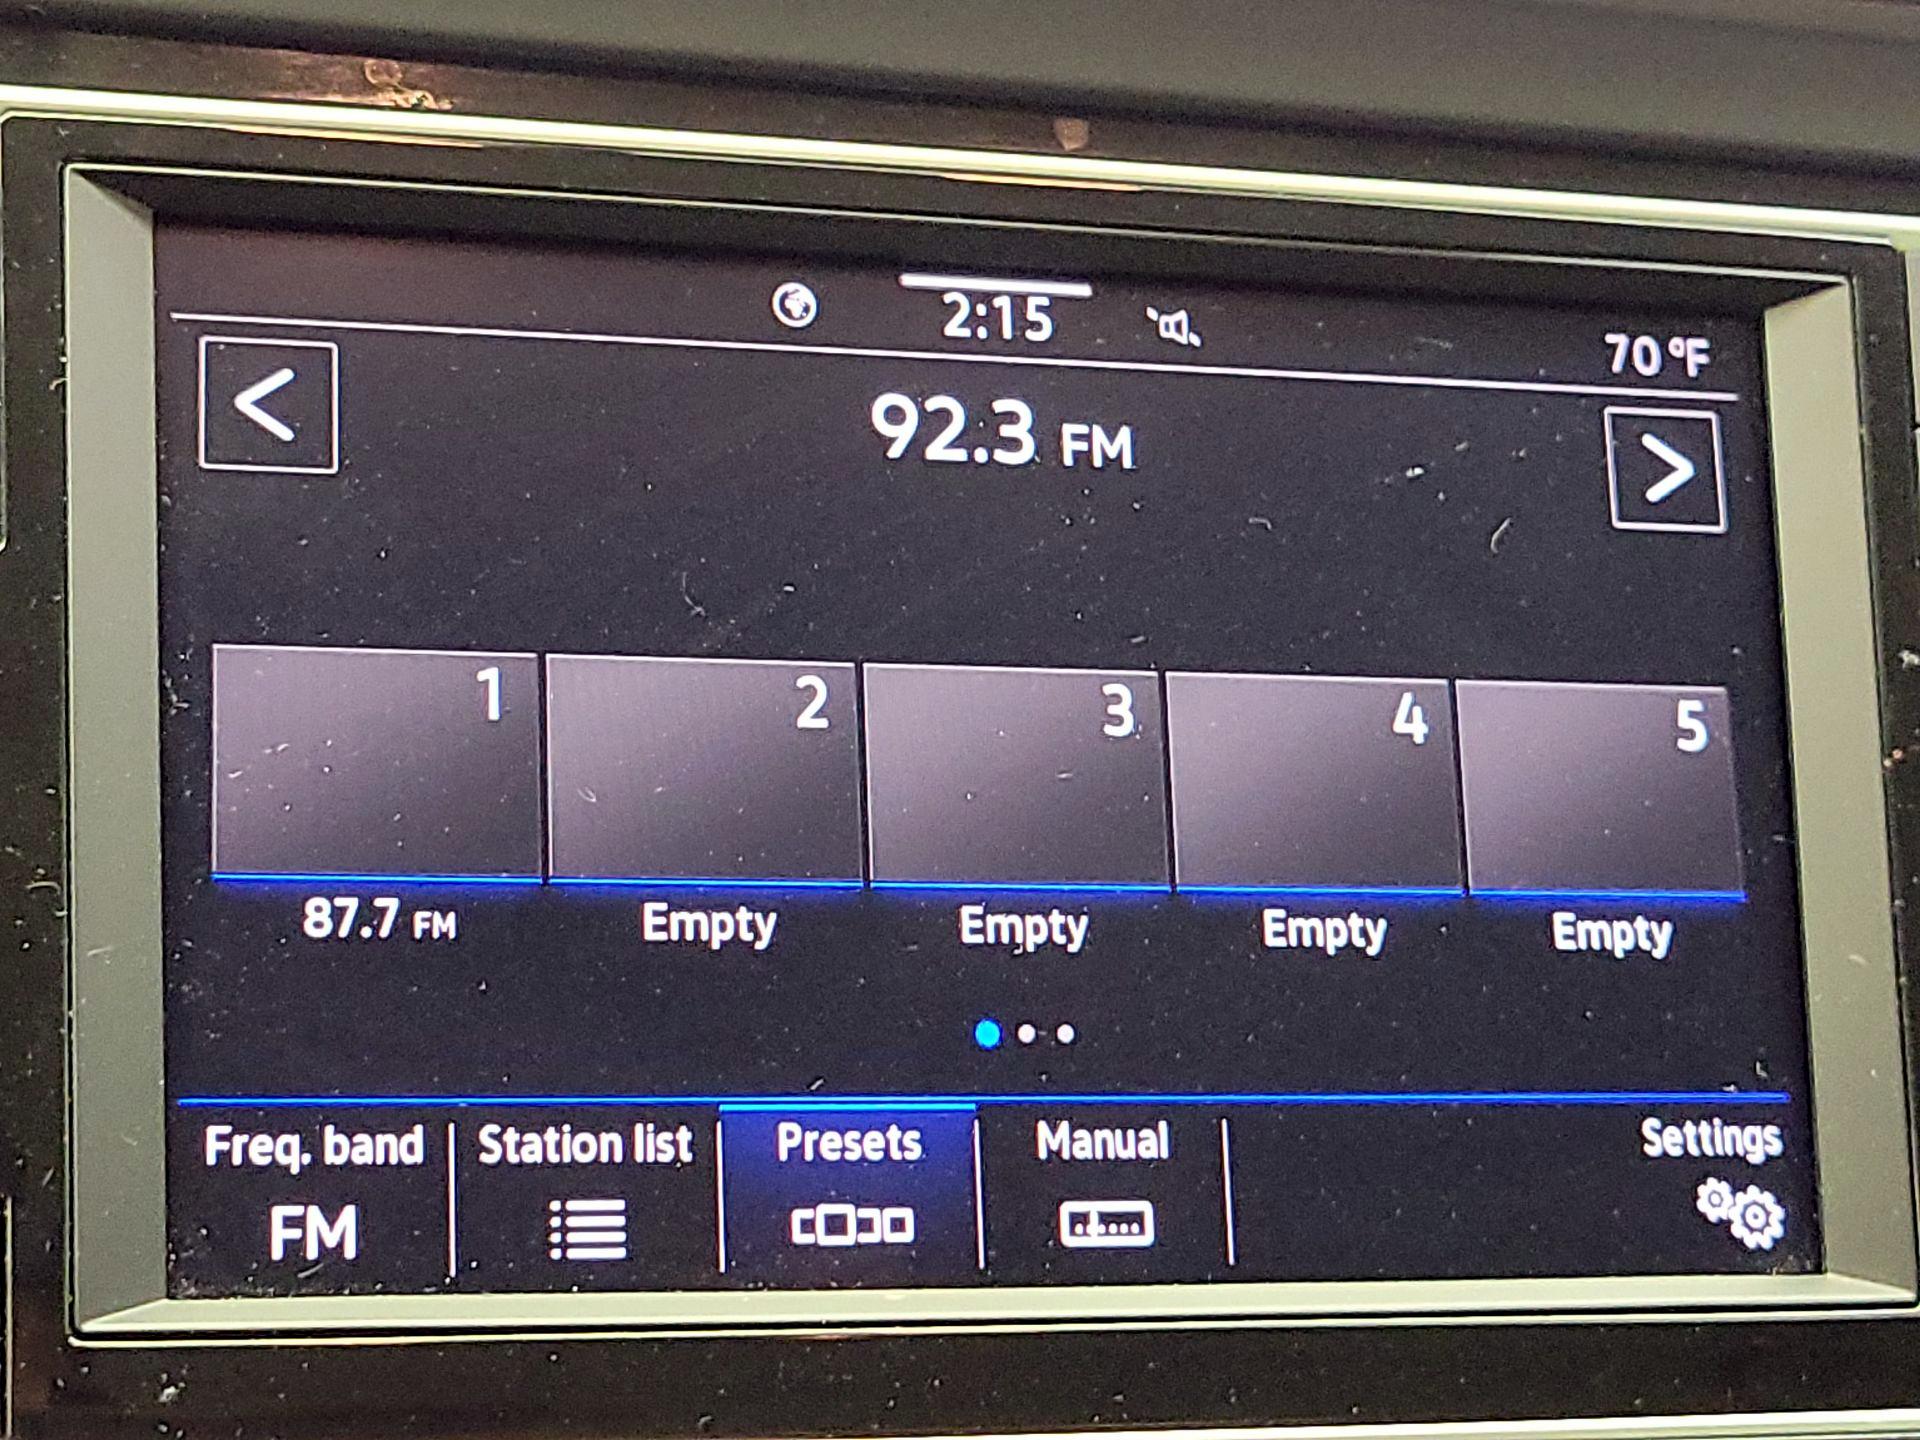 2:15
70 ºF
<
92.3 FM
>
1 2 3 4 5
87.7 FM Empty Empty Empty Empty
Freq. band Station list Presets Manual Settings
FM